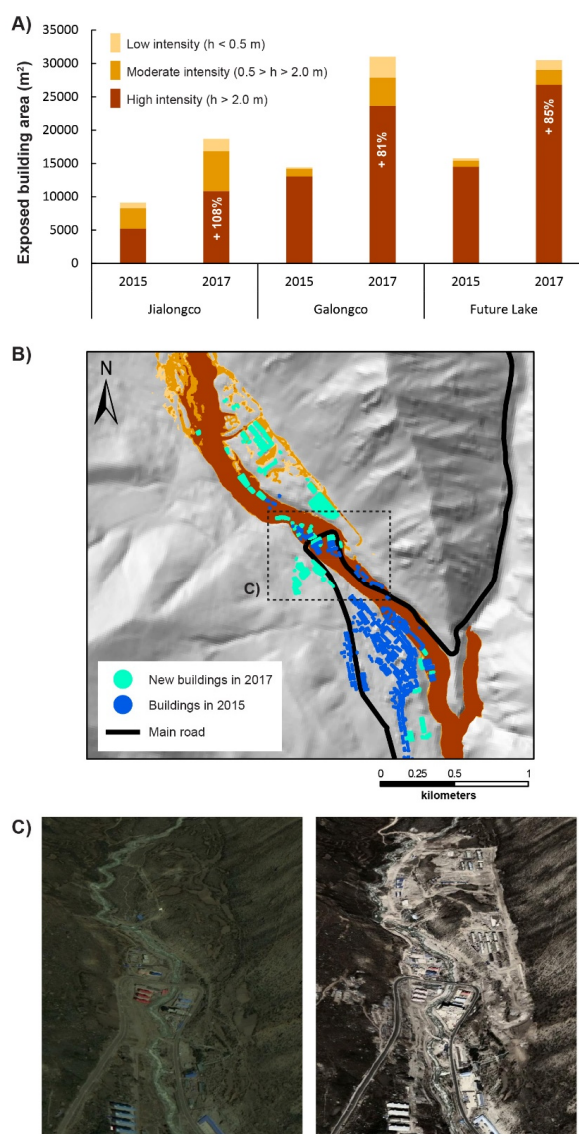 A)
35000
30000
25000
20000
15000
10000
5000
0
Exposed building area (m²)
Low intensity (h < 0.5 m)
Moderate intensity (0.5 > h > 2.0 m)
High intensity (h > 2.0 m)
+ 108%
+ 81%
+ 85%
2015 2017 2015 2017 2015 2017
Jialongco Galongco Future Lake
B)
N
C)
New buildings in 2017
Buildings in 2015
Main road
0 0.25 0.5 1
kilometers
C)